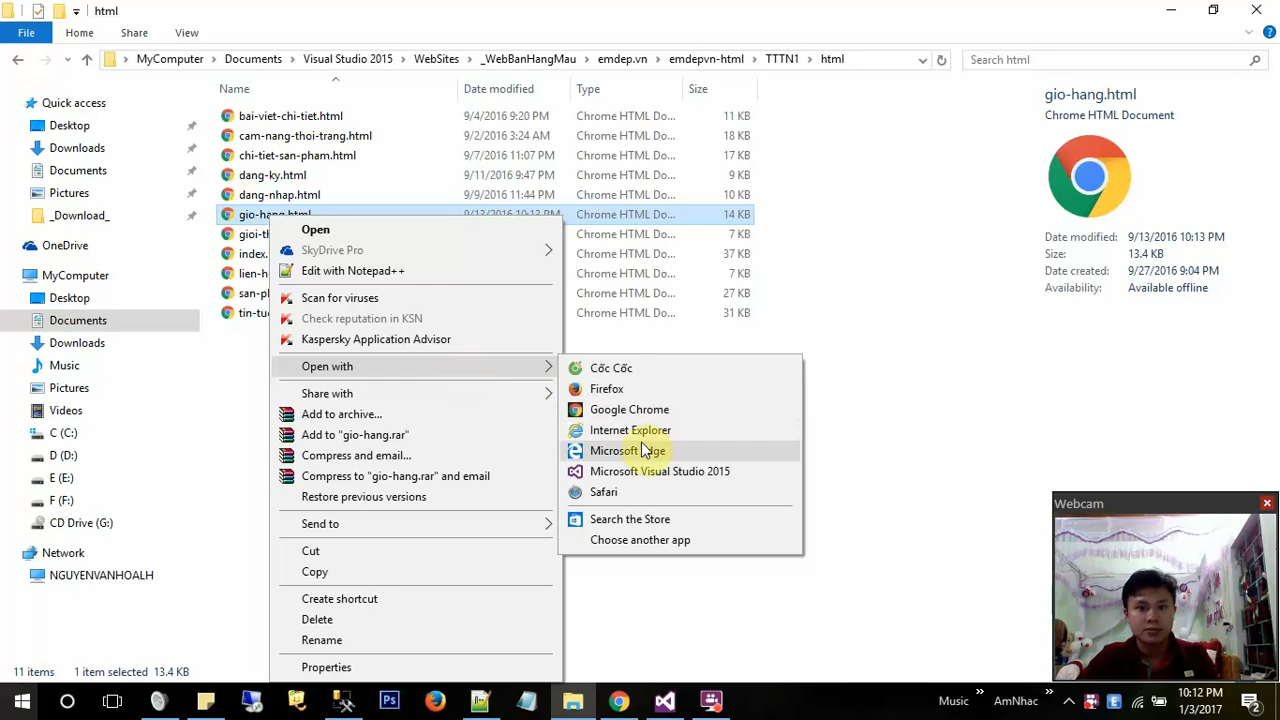 html
File
Home
Share
View
MyComputer
Documents
Visual Studio 2015
WebSites
_WebBanHangMau
emdep.vn
emdepvn-html
TTTN1
html
Search html
Name
Date modified
Type
Size
Quick access
Desktop
Downloads
Documents
Pictures
_Download_
OneDrive
MyComputer
Desktop
Documents
Downloads
Music
Pictures
Videos
C (C:)
D (D:)
E (E:)
F (F:)
CD Drive (G:)
Network
NGUYENVANHOALH
bai-viet-chi-tiet.html 9/4/2016 9:20 PM Chrome HTML Do... 11 KB
cam-nang-thoi-trang.html 9/2/2016 3:24 AM Chrome HTML Do... 18 KB
chi-tiet-san-pham.html 9/7/2016 11:07 PM Chrome HTML Do... 17 KB
dang-ky.html 9/11/2016 9:47 PM Chrome HTML Do... 9 KB
dang-nhap.html 9/9/2016 11:44 PM Chrome HTML Do... 10 KB
gio-hang.html 9/13/2016 10:13 PM Chrome HTML Do... 14 KB
gioi-th Chrome HTML Do... 7 KB
index. Chrome HTML Do... 37 KB
lien-h Chrome HTML Do... 7 KB
san-p Chrome HTML Do... 27 KB
tin-tu Chrome HTML Do... 31 KB
Open
SkyDrive Pro
Edit with Notepad++
Scan for viruses
Check reputation in KSN
Kaspersky Application Advisor
Open with
Share with
Add to archive...
Add to "gio-hang.rar"
Compress and email...
Compress to "gio-hang.rar" and email
Restore previous versions
Send to
Cut
Copy
Create shortcut
Delete
Rename
Properties
Cốc Cốc
Firefox
Google Chrome
Internet Explorer
Microsoft Edge
Microsoft Visual Studio 2015
Safari
Search the Store
Choose another app
gio-hang.html
Chrome HTML Document
Date modified: 9/13/2016 10:13 PM
Size: 13.4 KB
Date created: 9/27/2016 9:04 PM
Availability: Available offline
Webcam
11 items 1 item selected 13.4 KB
Ps
Music
AmNhac
10:12 PM
1/3/2017
2